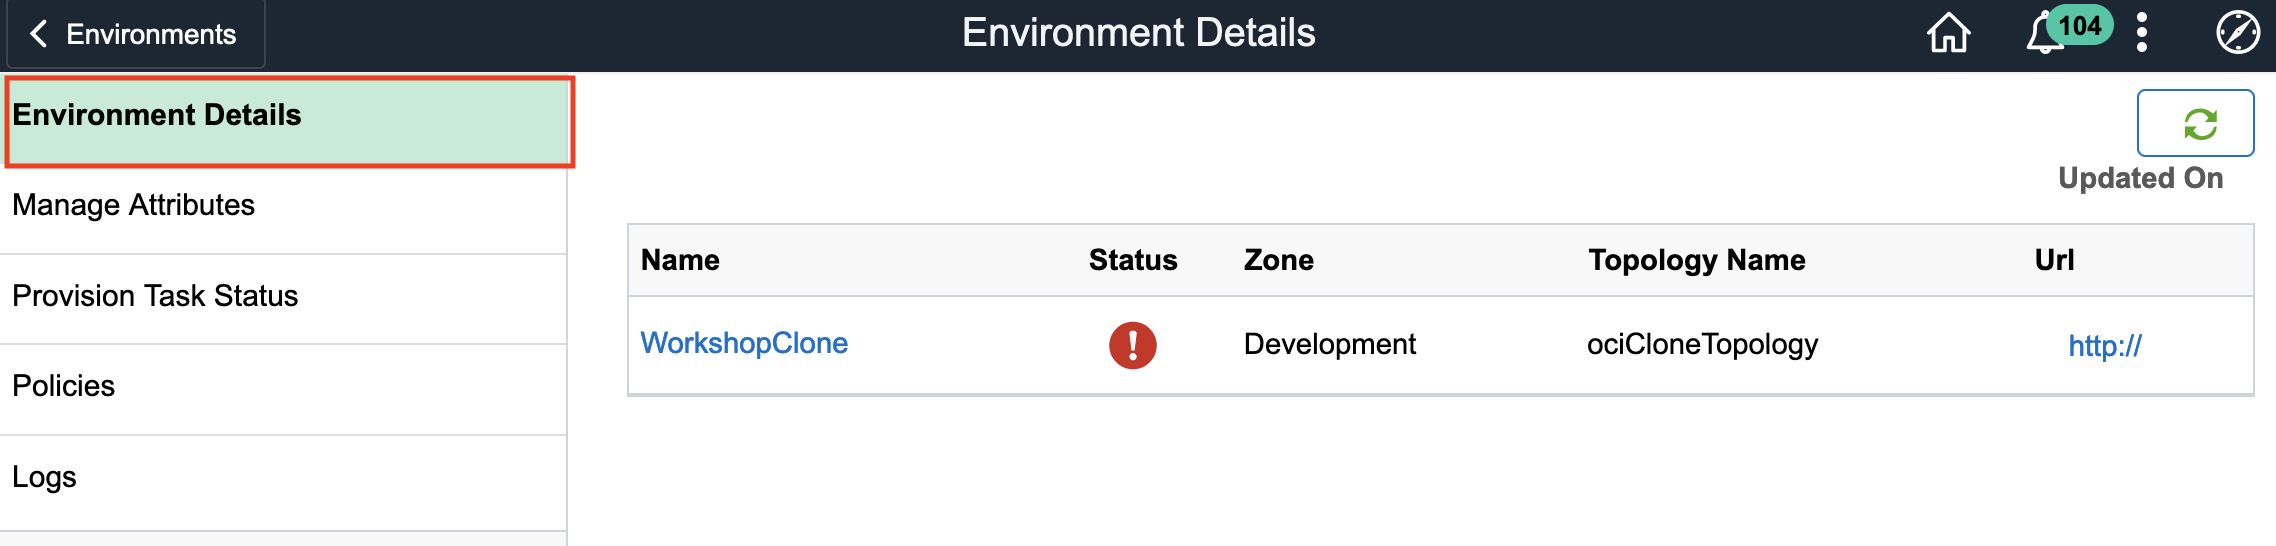 Environments
Environment Details
104
Environment Details
Manage Attributes
Provision Task Status
Policies
Logs
Updated On
Name Status Zone Topology Name Url
WorkshopClone Development ociCloneTopology http://